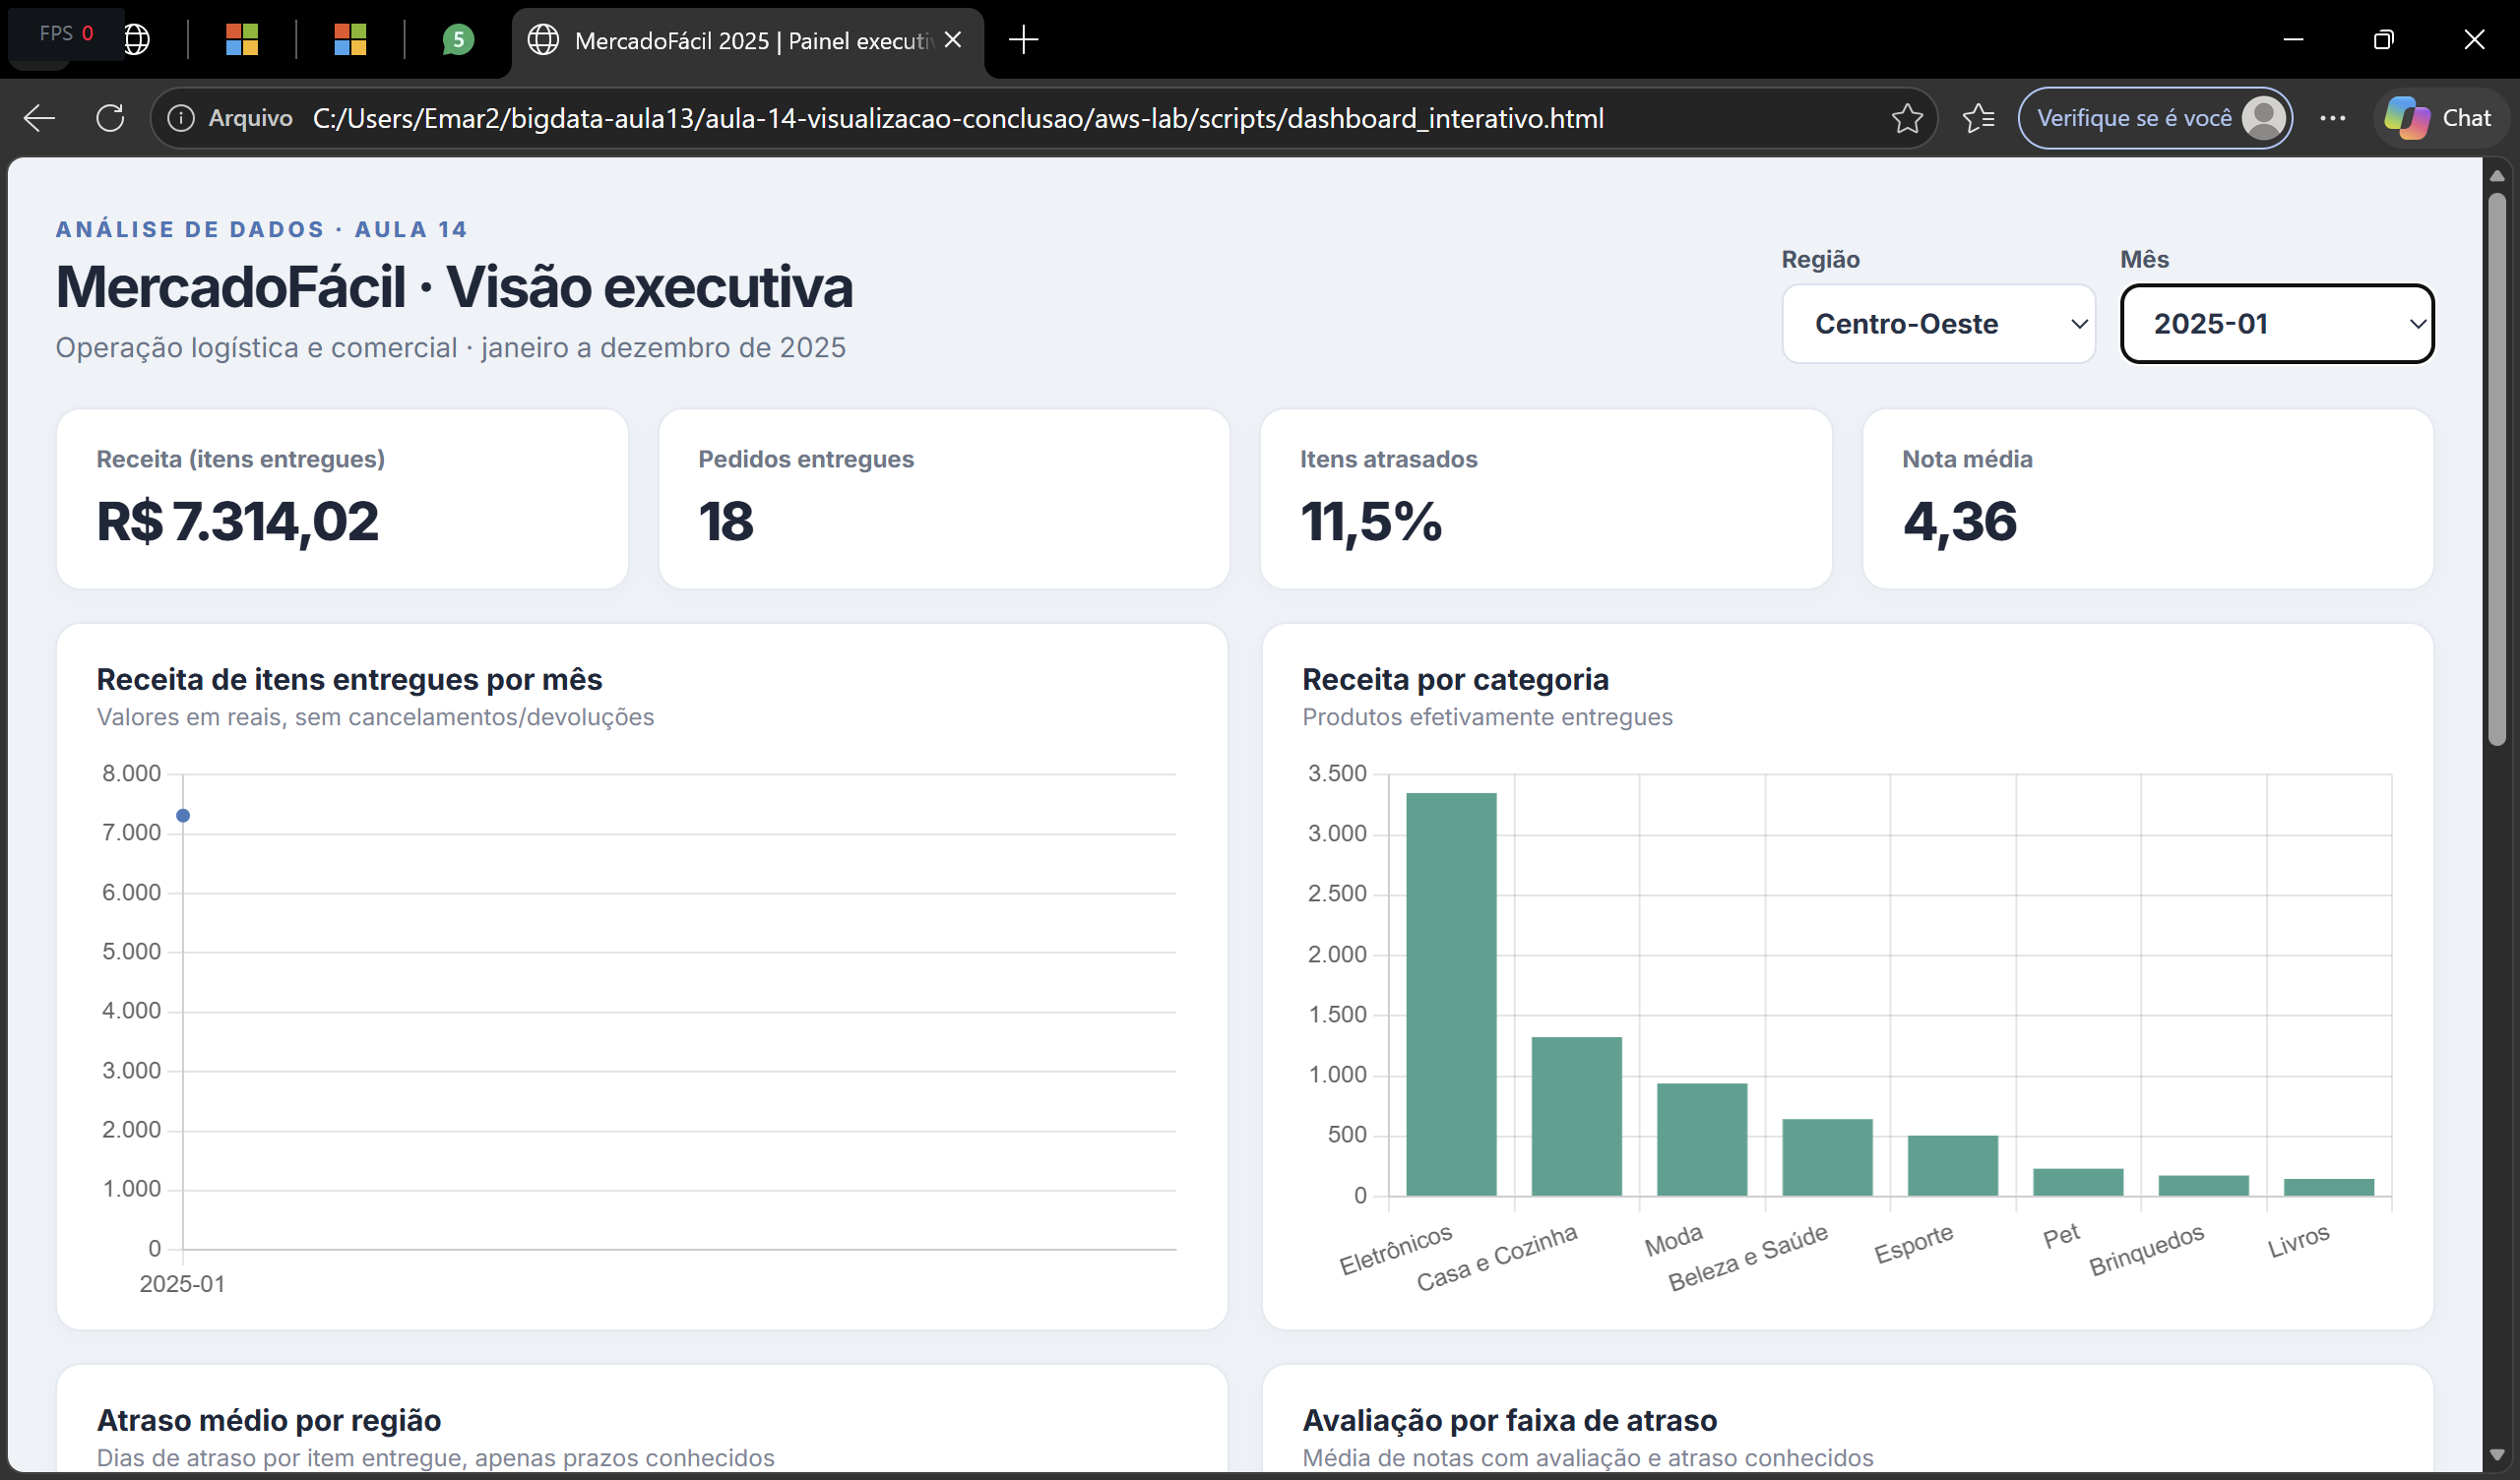 FPS 0
5
MercadoFácil 2025 | Painel executiv
Arquivo C:/Users/Emar2/bigdata-aula13/aula-14-visualizacao-conclusao/aws-lab/scripts/dashboard_interativo.html
Verifique se é você
Chat
ANÁLISE DE DADOS · AULA 14
MercadoFácil · Visão executiva
Operação logística e comercial · janeiro a dezembro de 2025
Região
Centro-Oeste
Mês
2025-01
Receita (itens entregues)
R$ 7.314,02
Pedidos entregues
18
Itens atrasados
11,5%
Nota média
4,36
Receita de itens entregues por mês
Valores em reais, sem cancelamentos/devoluções
8.000
7.000
6.000
5.000
4.000
3.000
2.000
1.000
0
2025-01
Receita por categoria
Produtos efetivamente entregues
3.500
3.000
2.500
2.000
1.500
1.000
500
0
Eletrônicos
Casa e Cozinha
Moda
Beleza e Saúde
Esporte
Pet
Brinquedos
Livros
Atraso médio por região
Dias de atraso por item entregue, apenas prazos conhecidos
Avaliação por faixa de atraso
Média de notas com avaliação e atraso conhecidos